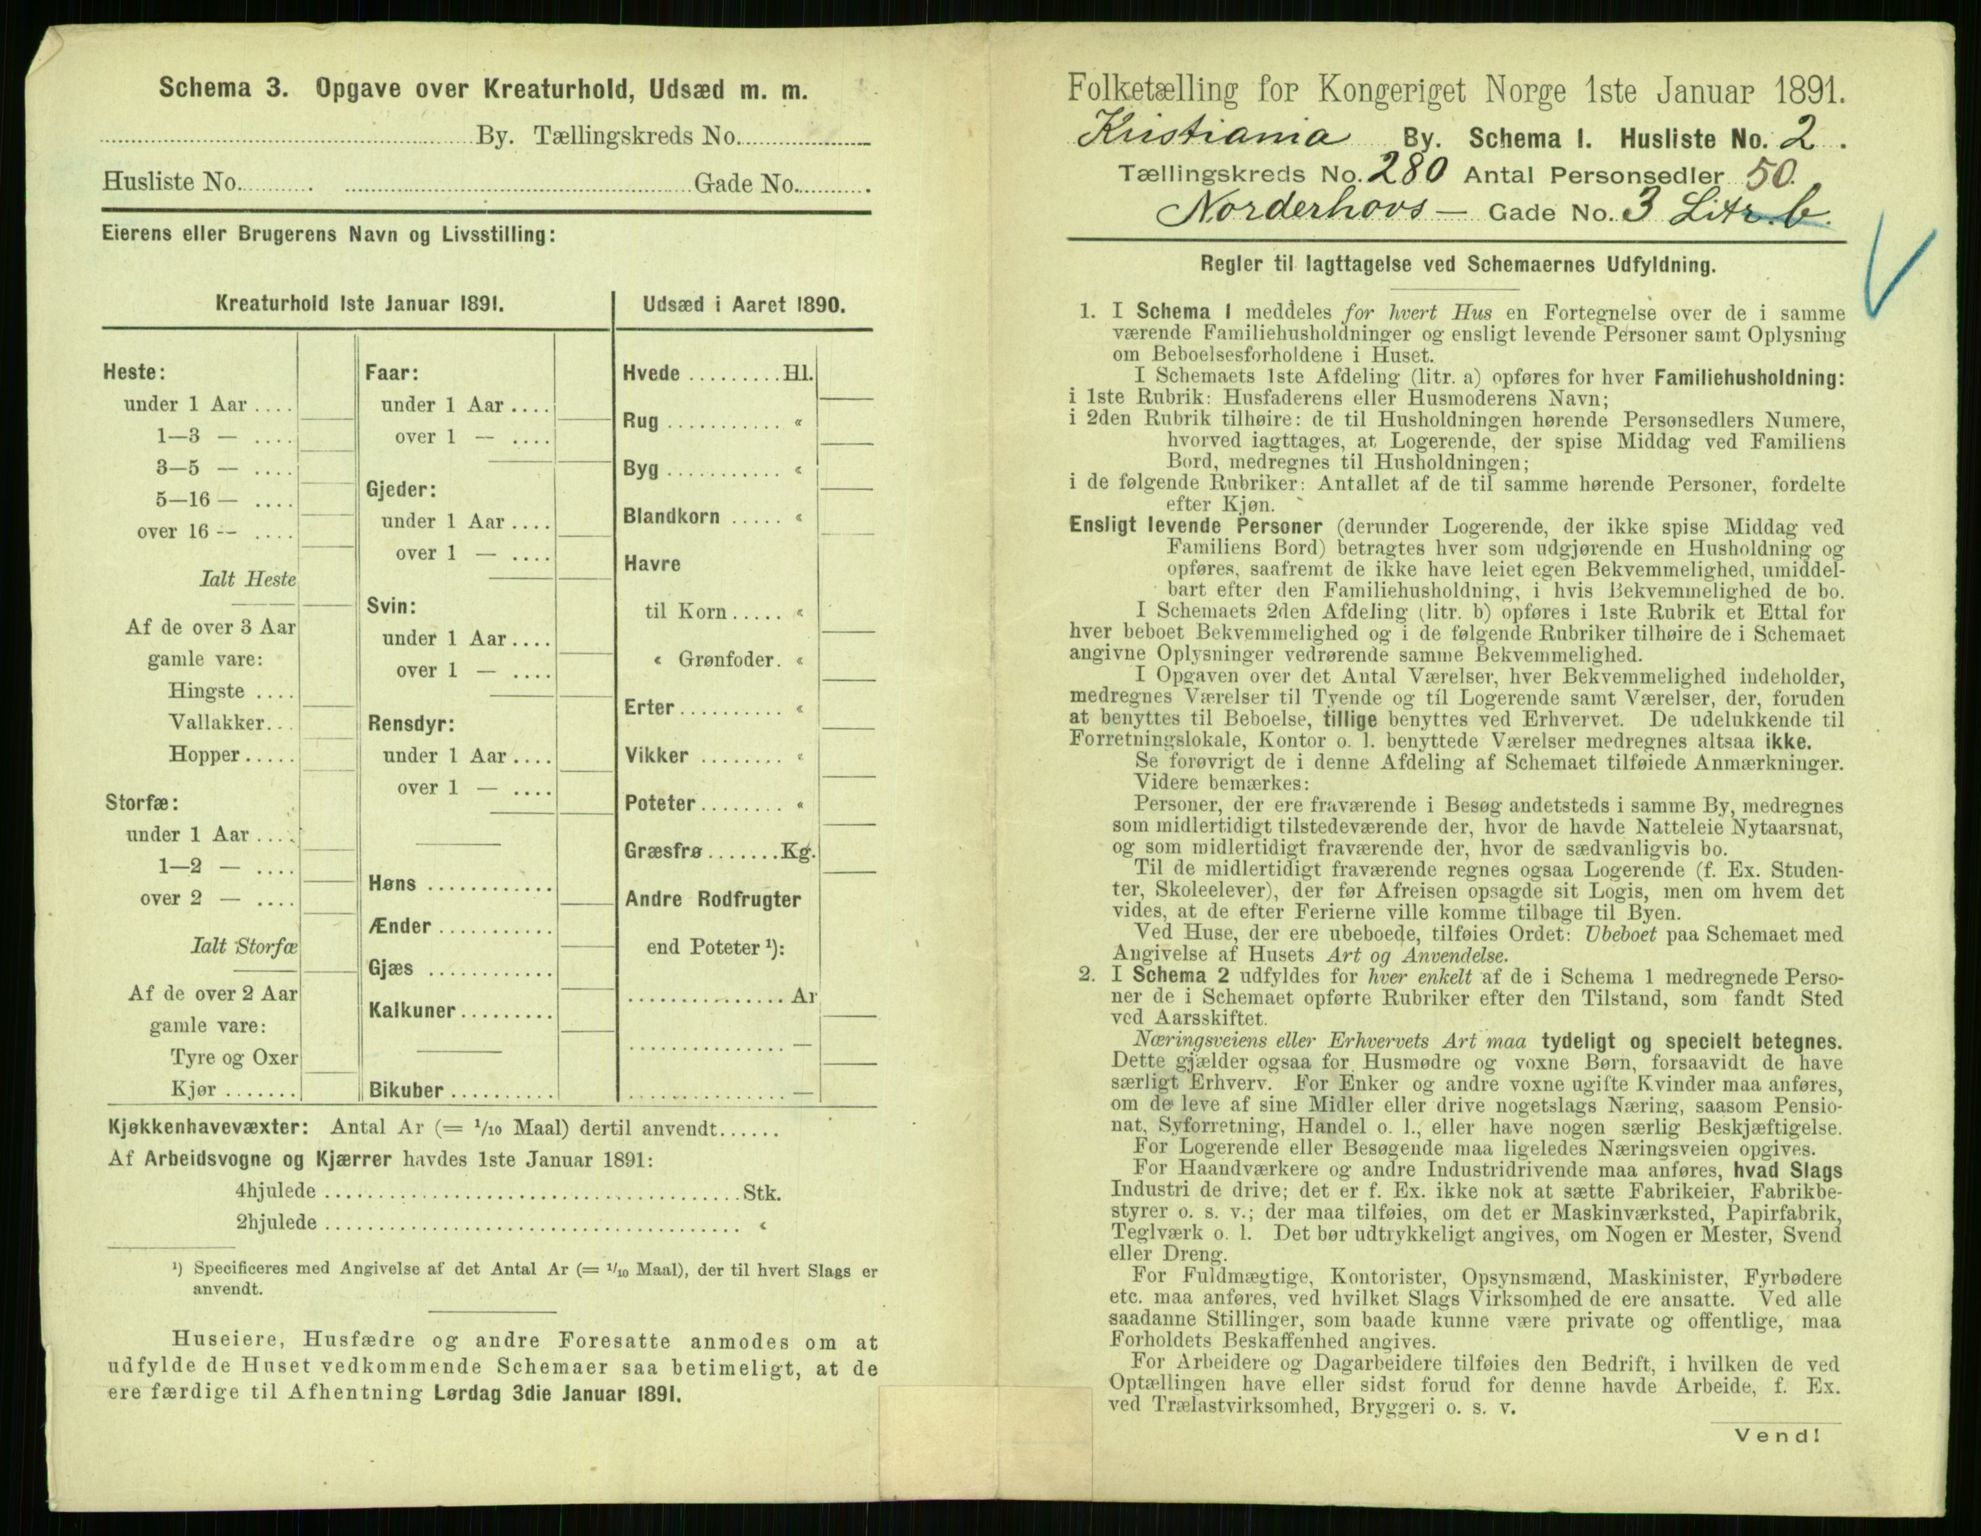 Schema 3. Opgave over Kreaturhold, Udsæd m. m.
By. Tællingskreds No.
Husliste No. Gade No.
Eierens eller Brugerens Navn og Livsstilling:
Kreaturhold 1ste Januar 1891.
Heste:
under 1 Aar
1—3 —
3—5 —
5—16 —
over 16 —
Ialt Heste
Af de over 3 Aar
gamle vare:
Hingste
Vallakker
Hopper
Storfæ:
under 1 Aar
1—2 —
over 2 —
Ialt Storfæ
Af de over 2 Aar
gamle vare:
Tyre og Oxer
Kjør
Faar:
under 1 Aar
over 1 —
Gjeder:
under 1 Aar
over 1 —
Svin:
under 1 Aar
over 1 —
Rensdyr:
under 1 Aar
over 1 —
Høns
Ænder
Gjæs
Kalkuner
Bikuber
Udsæd i Aaret 1890.
Hvede Hl.
Rug «
Byg «
Blandkorn «
Havre
til Korn «
« Grønfoder. «
Erter «
Vikker «
Poteter «
Græsfrø Kg.
Andre Rodfrugter
end Poteter ¹):
Ar
—
—
Kjøkkenhavevæxter: Antal Ar (= 1/10 Maal) dertil anvendt
Af Arbeidsvogne og Kjærrer havdes 1ste Januar 1891:
4hjulede Stk.
2hjulede «
¹) Specificeres med Angivelse af det Antal Ar (= 1/10 Maal), der til hvert Slags er
anvendt.
Huseiere, Husfædre og andre Foresatte anmodes om at
udfylde de Huset vedkommende Schemaer saa betimeligt, at de
ere færdige til Afhentning Lørdag 3die Januar 1891.
Folketælling for Kongeriget Norge 1ste Januar 1891.
Kristiania By. Schema 1. Husliste No. 2.
Tællingskreds No. 280 Antal Personsedler 50.
Norderhovs — Gade No. 3 Litr. b.
Regler til Iagttagelse ved Schemaernes Udfyldning.
1. I Schema 1 meddeles for hvert Hus en Fortegnelse over de i samme
værende Familiehusholdninger og ensligt levende Personer samt Oplysning
om Beboelsesforholdene i Huset.
I Schemaets 1ste Afdeling (litr. a) opføres for hver Familiehusholdning:
i 1ste Rubrik: Husfaderens eller Husmoderens Navn;
i 2den Rubrik tilhøire: de til Husholdningen hørende Personsedlers Numere,
hvorved iagttages, at Logerende, der spise Middag ved Familiens
Bord, medregnes til Husholdningen;
i de følgende Rubriker: Antallet af de til samme hørende Personer, fordelte
efter Kjøn.
Ensligt levende Personer (derunder Logerende, der ikke spise Middag ved
Familiens Bord) betragtes hver som udgjørende en Husholdning og
opføres, saafremt de ikke have leiet egen Bekvemmelighed, umiddel-
bart efter den Familiehusholdning, i hvis Bekvemmelighed de bo.
I Schemaets 2den Afdeling (litr. b) opføres i 1ste Rubrik et Ettal for
hver beboet Bekvemmelighed og i de følgende Rubriker tilhøire de i Schemaet
angivne Oplysninger vedrørende samme Bekvemmelighed.
I Opgaven over det Antal Værelser, hver Bekvemmelighed indeholder,
medregnes Værelser til Tyende og til Logerende samt Værelser, der, foruden
at benyttes til Beboelse, tillige benyttes ved Erhvervet. De udelukkende til
Forretningslokale, Kontor o. l. benyttede Værelser medregnes altsaa ikke.
Se forøvrigt de i denne Afdeling af Schemaet tilføiede Anmærkninger.
Videre bemærkes:
Personer, der ere fraværende i Besøg andetsteds i samme By, medregnes
som midlertidigt tilstedeværende der, hvor de havde Natteleie Nytaarsnat,
og som midlertidigt fraværende der, hvor de sædvanligvis bo.
Til de midlertidigt fraværende regnes ogsaa Logerende (f. Ex. Studen-
ter, Skoleelever), der før Afreisen opsagde sit Logis, men om hvem det
vides, at de efter Ferierne ville komme tilbage til Byen.
Ved Huse, der ere ubeboede, tilføies Ordet: Ubeboet paa Schemaet med
Angivelse af Husets Art og Anvendelse.
2. I Schema 2 udfyldes for hver enkelt af de i Schema 1 medregnede Perso-
ner de i Schemaet opførte Rubriker efter den Tilstand, som fandt Sted
ved Aarsskiftet.
Næringsveiens eller Erhvervets Art maa tydeligt og specielt betegnes.
Dette gjælder ogsaa for Husmødre og voxne Børn, forsaavidt de have
særligt Erhverv. For Enker og andre voxne ugifte Kvinder maa anføres,
om de leve af sine Midler eller drive nogetslags Næring, saasom Pensio-
nat, Syforretning, Handel o. l., eller have nogen særlig Beskjæftigelse.
For Logerende eller Besøgende maa ligeledes Næringsveien opgives.
For Haandværkere og andre Industridrivende maa anføres, hvad Slags
Industri de drive; det er f. Ex. ikke nok at sætte Fabrikeier, Fabrikbe-
styrer o. s. v.; der maa tilføies, om det er Maskinværksted, Papirfabrik,
Teglværk o. l. Det bør udtrykkeligt angives, om Nogen er Mester, Svend
eller Dreng.
For Fuldmægtige, Kontorister, Opsynsmænd, Maskinister, Fyrbødere
etc. maa anføres, ved hvilket Slags Virksomhed de ere ansatte. Ved alle
saadanne Stillinger, som baade kunne være private og offentlige, maa
Forholdets Beskaffenhed angives.
For Arbeidere og Dagarbeidere tilføies den Bedrift, i hvilken de ved
Optællingen have eller sidst forud for denne havde Arbeide, f. Ex.
ved Trælastvirksomhed, Bryggeri o. s. v.
Vend!